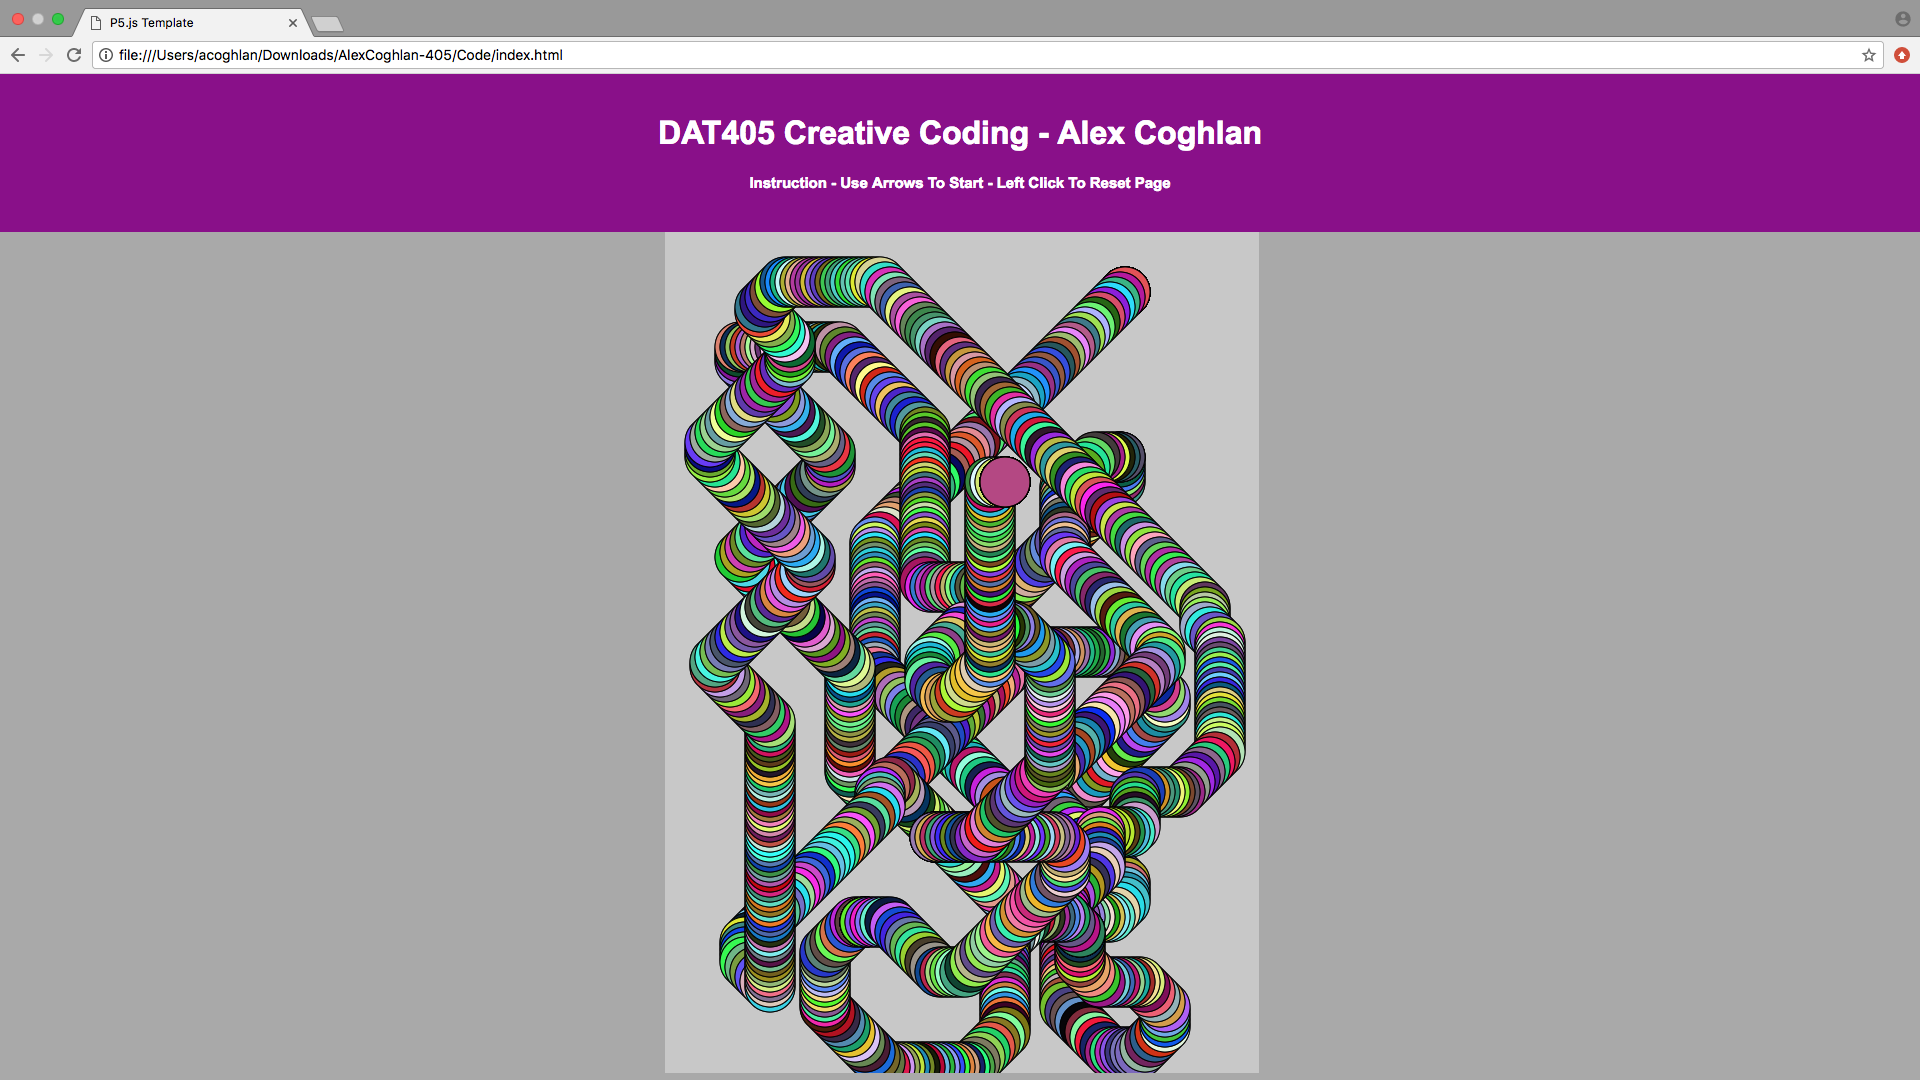 P5.js Template
file:///Users/acoghlan/Downloads/AlexCoghlan-405/Code/index.html
DAT405 Creative Coding - Alex Coghlan
Instruction - Use Arrows To Start - Left Click To Reset Page